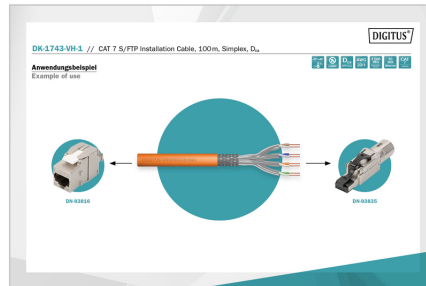 DIGITUS®
DK-1743-VH-1 // CAT 7 S/FTP Installation Cable, 100 m, Simplex, Dca
Anwendungsbeispiel
Example of use
DN-93816
DN-93835